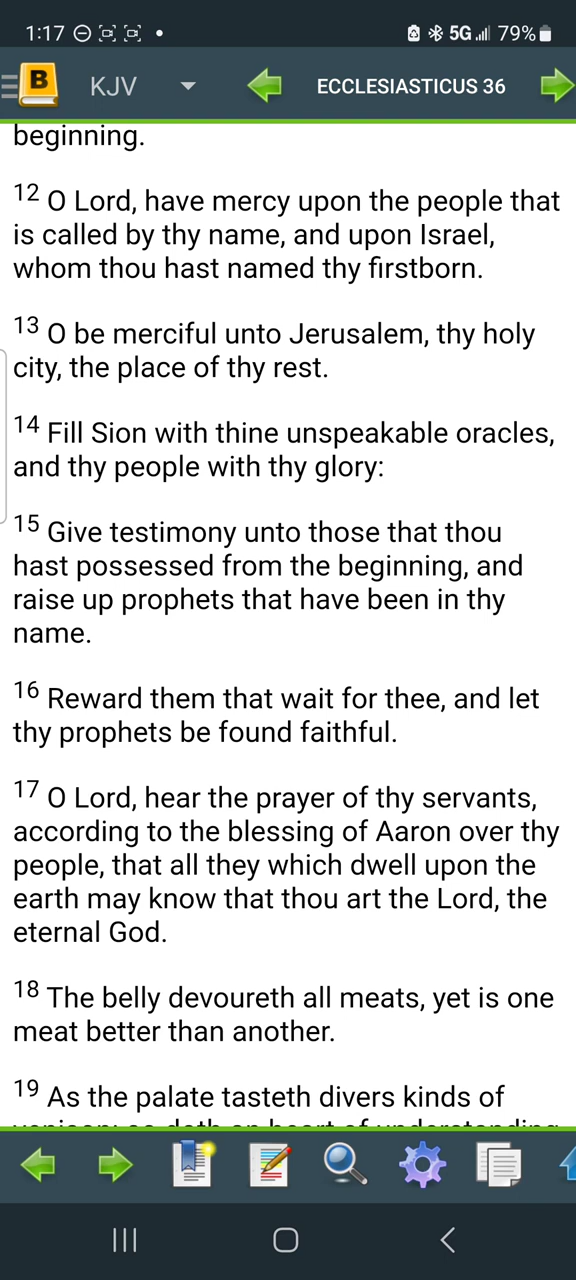 1:17 5G 79%
B KJV ECCLESIASTICUS 36
beginning.
12 O Lord, have mercy upon the people that
is called by thy name, and upon Israel,
whom thou hast named thy firstborn.
13 O be merciful unto Jerusalem, thy holy
city, the place of thy rest.
14 Fill Sion with thine unspeakable oracles,
and thy people with thy glory:
15 Give testimony unto those that thou
hast possessed from the beginning, and
raise up prophets that have been in thy
name.
16 Reward them that wait for thee, and let
thy prophets be found faithful.
17 O Lord, hear the prayer of thy servants,
according to the blessing of Aaron over thy
people, that all they which dwell upon the
earth may know that thou art the Lord, the
eternal God.
18 The belly devoureth all meats, yet is one
meat better than another.
19 As the palate tasteth divers kinds of
venison: so doth an heart of understanding